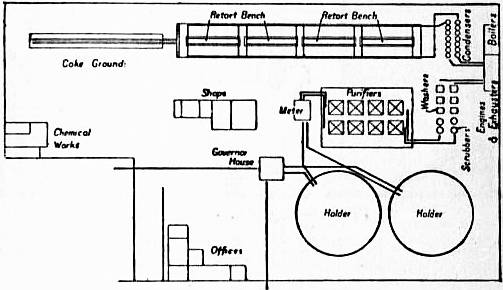 Retort Bench
Retort Bench
Condensers
Boilers
Coke Ground:
Shops
Meter
Purifiers
Washers
Scrubbers
Engines
& Exhausters
Chemical
Works
Governor
House
Holder
Holder
Offices